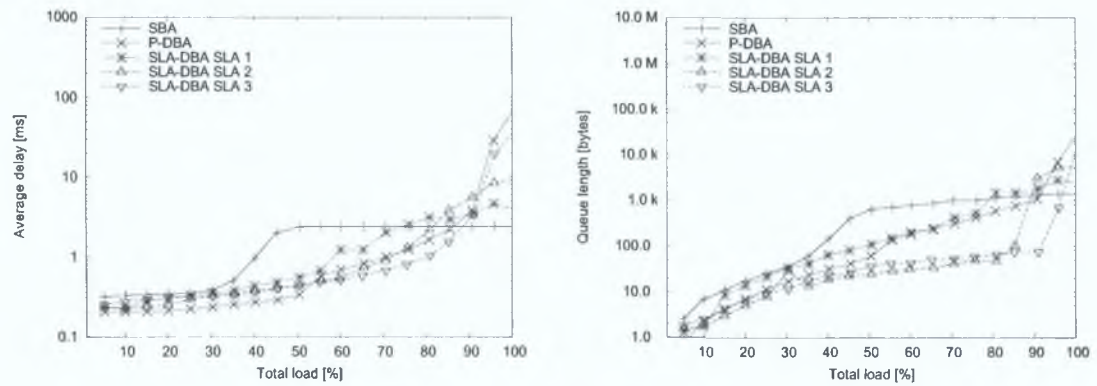 1000
100
10
1
0.1
Average delay [ms]
SBA
P-DBA
SLA-DBA SLA 1
SLA-DBA SLA 2
SLA-DBA SLA 3
10 20 30 40 50 60 70 80 90 100
Total load [%]
10.0 M
1.0 M
100.0 k
10.0 k
1.0 k
100.0
10.0
1.0
Queue length [bytes]
SBA
P-DBA
SLA-DBA SLA 1
SLA-DBA SLA 2
SLA-DBA SLA 3
10 20 30 40 50 60 70 80 90 100
Total load [%]